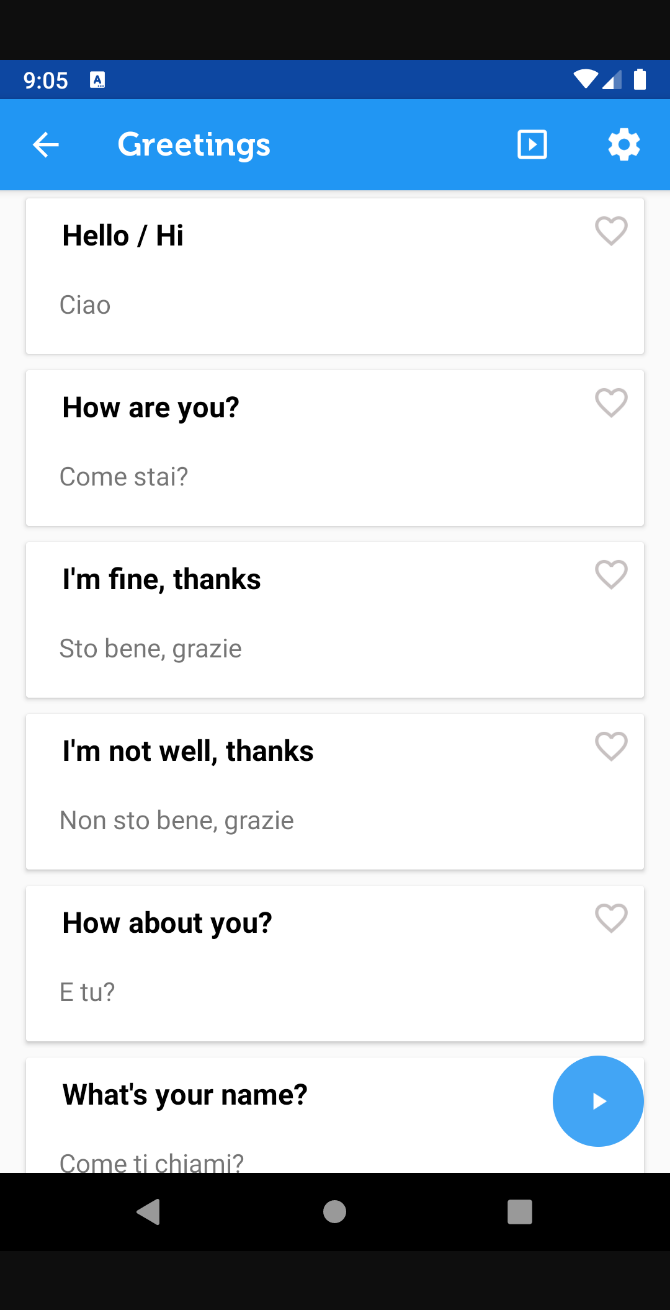 9:05
Greetings
Hello / Hi
Ciao
How are you?
Come stai?
I'm fine, thanks
Sto bene, grazie
I'm not well, thanks
Non sto bene, grazie
How about you?
E tu?
What's your name?
Come ti chiami?